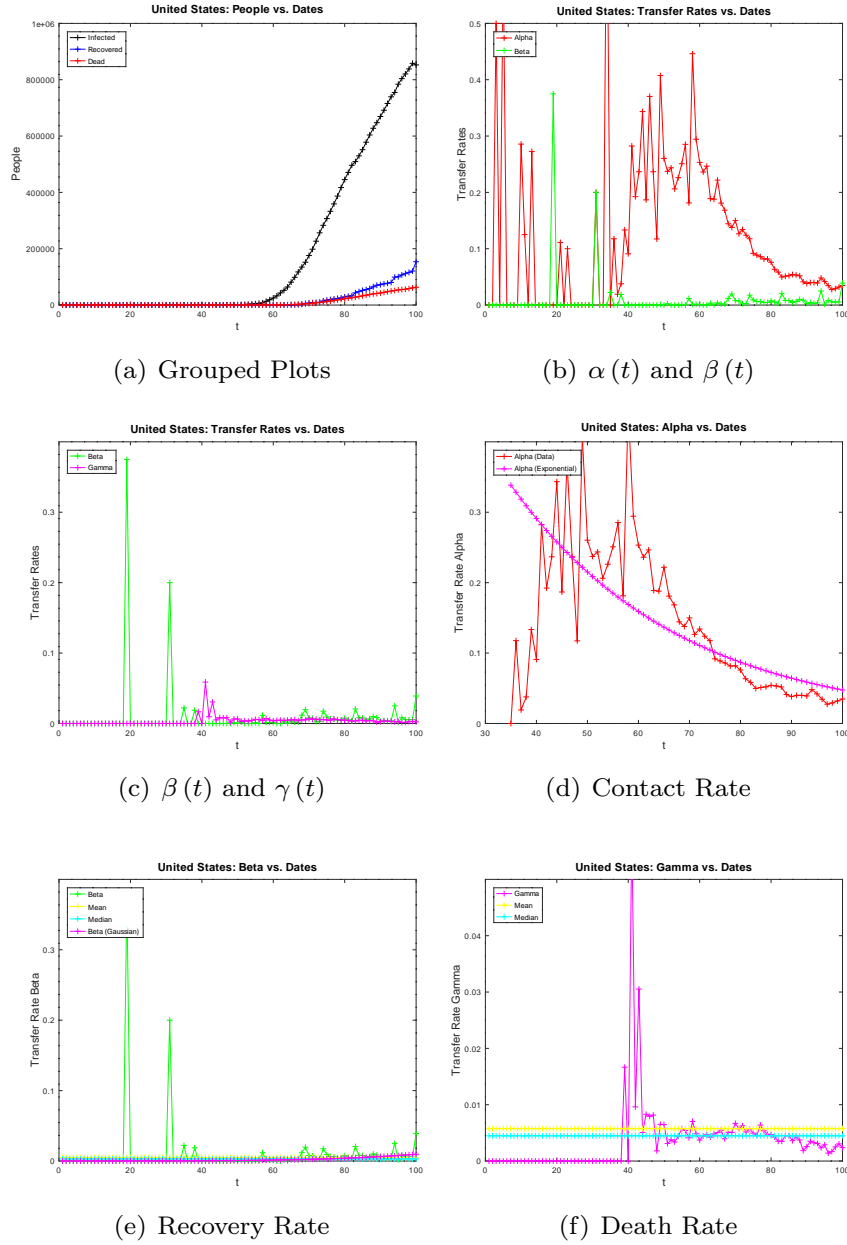 United States: People vs. Dates
1e+06
800000
600000
400000
200000
0
0 20 40 60 80 100
People
t
Infected
Recovered
Dead
(a) Grouped Plots
United States: Transfer Rates vs. Dates
0.5
0.4
0.3
0.2
0.1
0
0 20 40 60 80 100
Transfer Rates
t
Alpha
Beta
(b) α (t) and β (t)
United States: Transfer Rates vs. Dates
0.3
0.2
0.1
0
0 20 40 60 80 100
Transfer Rates
t
Beta
Gamma
(c) β (t) and γ (t)
United States: Alpha vs. Dates
0.3
0.2
0.1
0
30 40 50 60 70 80 90 100
Transfer Rate Alpha
t
Alpha (Data)
Alpha (Exponential)
(d) Contact Rate
United States: Beta vs. Dates
0.3
0.2
0.1
0
0 20 40 60 80 100
Transfer Rate Beta
t
Beta
Mean
Median
Beta (Gaussian)
(e) Recovery Rate
United States: Gamma vs. Dates
0.04
0.03
0.02
0.01
0
0 20 40 60 80 100
Transfer Rate Gamma
t
Gamma
Mean
Median
(f) Death Rate